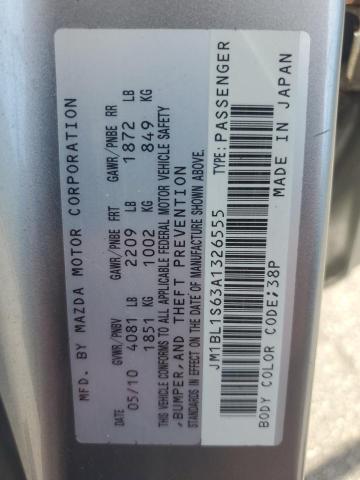 MFD. BY MAZDA MOTOR CORPORATION
DATE GVWR/PNBV GAWR/PNBE FRT GAWR/PNBE RR
05/10 4081 LB 2209 LB 1872 LB
1851 KG 1002 KG 849 KG
THIS VEHICLE CONFORMS TO ALL
APPLICABLE FEDERAL MOTOR VEHICLE SAFETY
,BUMPER,AND THEFT PREVENTION
STANDARDS IN EFFECT ON THE DATE OF MANUFACTURE SHOWN ABOVE.
JM1BL1S63A1326555 TYPE: PASSENGER
BODY COLOR CODE;38P MADE IN JAPAN